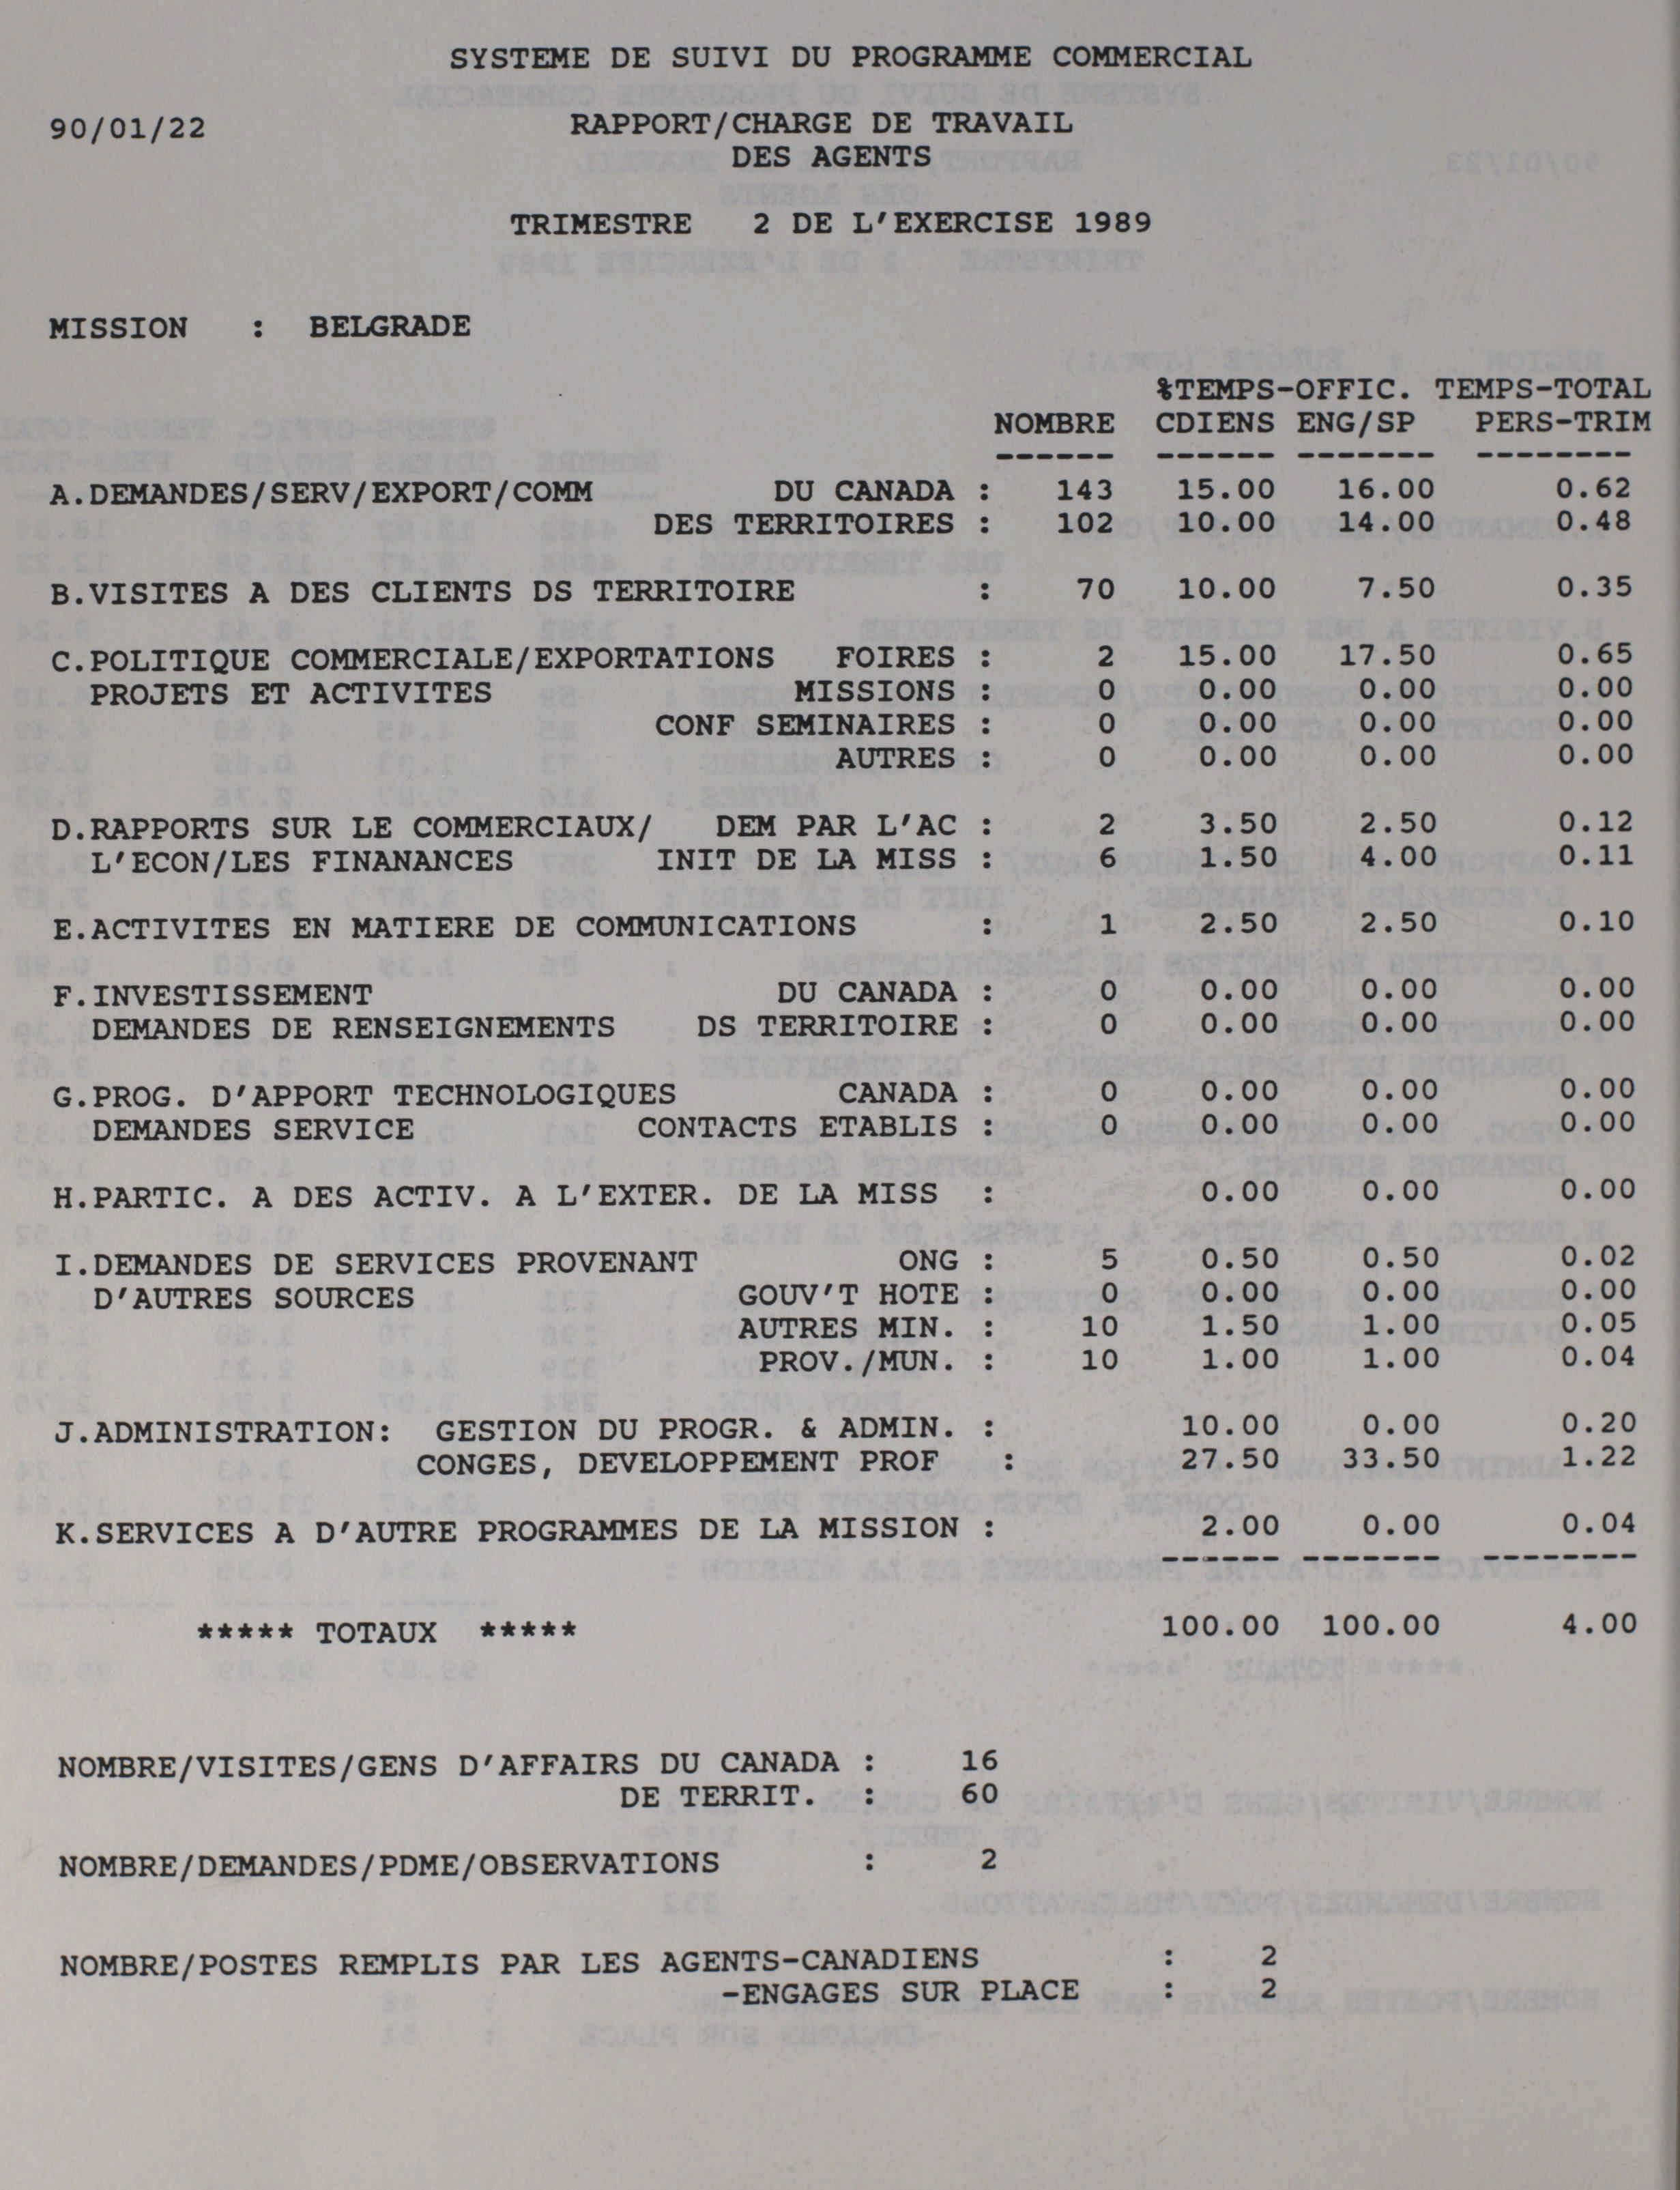 SYSTEME DE SUIVI DU PROGRAMME COMMERCIAL
90/01/22 RAPPORT/CHARGE DE TRAVAIL
DES AGENTS
TRIMESTRE 2 DE L'EXERCISE 1989
MISSION : BELGRADE
%TEMPS-OFFIC. TEMPS-TOTAL
NOMBRE CDIENS ENG/SP PERS-TRIM
------ ------ ------- --------
A.DEMANDES/SERV/EXPORT/COMM DU CANADA : 143 15.00 16.00 0.62
DES TERRITOIRES : 102 10.00 14.00 0.48
B.VISITES A DES CLIENTS DS TERRITOIRE : 70 10.00 7.50 0.35
C.POLITIQUE COMMERCIALE/EXPORTATIONS FOIRES : 2 15.00 17.50 0.65
PROJETS ET ACTIVITES MISSIONS : 0 0.00 0.00 0.00
CONF SEMINAIRES : 0 0.00 0.00 0.00
AUTRES : 0 0.00 0.00 0.00
D.RAPPORTS SUR LE COMMERCIAUX/ DEM PAR L'AC : 2 3.50 2.50 0.12
L'ECON/LES FINANANCES INIT DE LA MISS : 6 1.50 4.00 0.11
E.ACTIVITES EN MATIERE DE COMMUNICATIONS : 1 2.50 2.50 0.10
F.INVESTISSEMENT DU CANADA : 0 0.00 0.00 0.00
DEMANDES DE RENSEIGNEMENTS DS TERRITOIRE : 0 0.00 0.00 0.00
G.PROG. D'APPORT TECHNOLOGIQUES CANADA : 0 0.00 0.00 0.00
DEMANDES SERVICE CONTACTS ETABLIS : 0 0.00 0.00 0.00
H.PARTIC. A DES ACTIV. A L'EXTER. DE LA MISS : 0.00 0.00 0.00
I.DEMANDES DE SERVICES PROVENANT ONG : 5 0.50 0.50 0.02
D'AUTRES SOURCES GOUV'T HOTE : 0 0.00 0.00 0.00
AUTRES MIN. : 10 1.50 1.00 0.05
PROV./MUN. : 10 1.00 1.00 0.04
J.ADMINISTRATION: GESTION DU PROGR. & ADMIN. : 10.00 0.00 0.20
CONGES, DEVELOPPEMENT PROF : 27.50 33.50 1.22
K.SERVICES A D'AUTRE PROGRAMMES DE LA MISSION : 2.00 0.00 0.04
------ ------- --------
***** TOTAUX ***** 100.00 100.00 4.00
NOMBRE/VISITES/GENS D'AFFAIRS DU CANADA : 16
DE TERRIT. : 60
NOMBRE/DEMANDES/PDME/OBSERVATIONS : 2
NOMBRE/POSTES REMPLIS PAR LES AGENTS-CANADIENS : 2
-ENGAGES SUR PLACE : 2